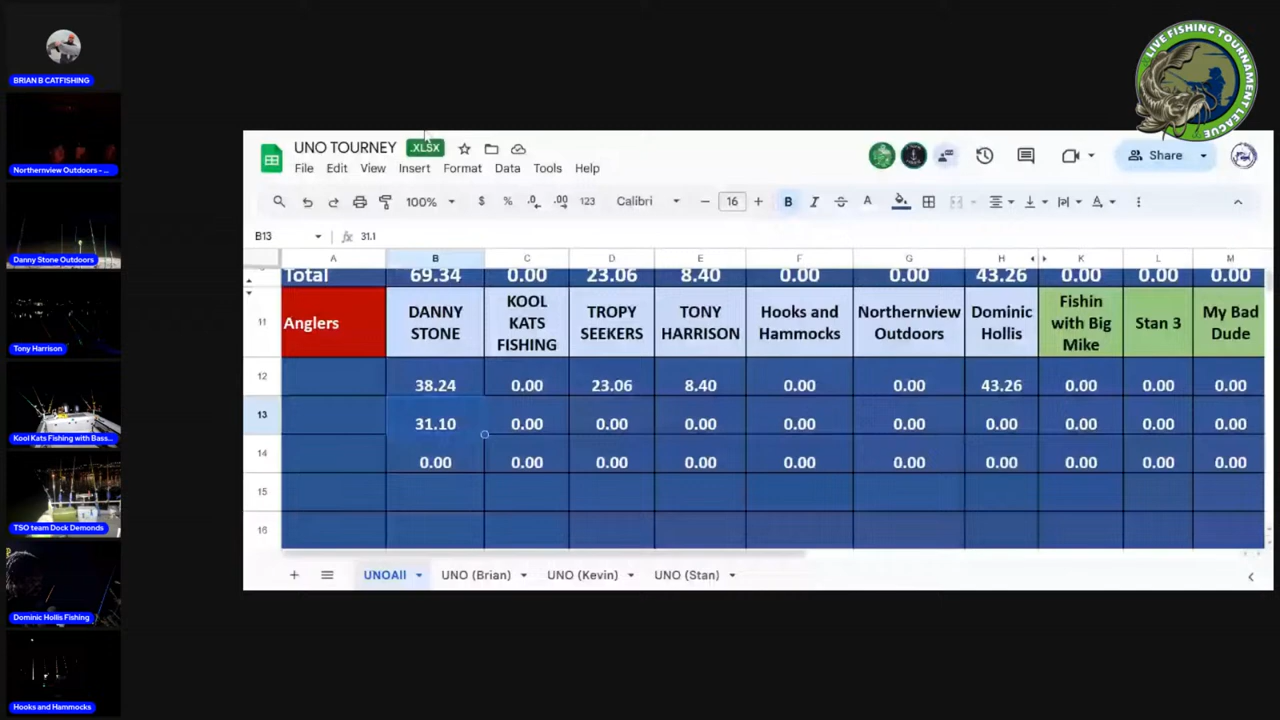 BRIAN B CATFISHING
Northernview Outdoors - ...
Danny Stone Outdoors
Tony Harrison
Kool Kats Fishing with Bass...
TSO team Dock Demonds
Dominic Hollis Fishing
Hooks and Hammocks
LIVE FISHING TOURNAMENT LEAGUE
UNO TOURNEY .XLSX
File Edit View Insert Format Data Tools Help
Share
100% $ % .0 .00 123 Calibri − 16 + B I S A
B13 fx 31.1
A B C D E F G H K L M
Total 69.34 0.00 23.06 8.40 0.00 0.00 43.26 0.00 0.00 0.00
11 Anglers DANNY STONE KOOL KATS FISHING TROPY SEEKERS TONY HARRISON Hooks and Hammocks Northernview Outdoors Dominic Hollis Fishin with Big Mike Stan 3 My Bad Dude
12 38.24 0.00 23.06 8.40 0.00 0.00 43.26 0.00 0.00 0.00
13 31.10 0.00 0.00 0.00 0.00 0.00 0.00 0.00 0.00 0.00
14 0.00 0.00 0.00 0.00 0.00 0.00 0.00 0.00 0.00 0.00
15
16
+ UNOAll UNO (Brian) UNO (Kevin) UNO (Stan)